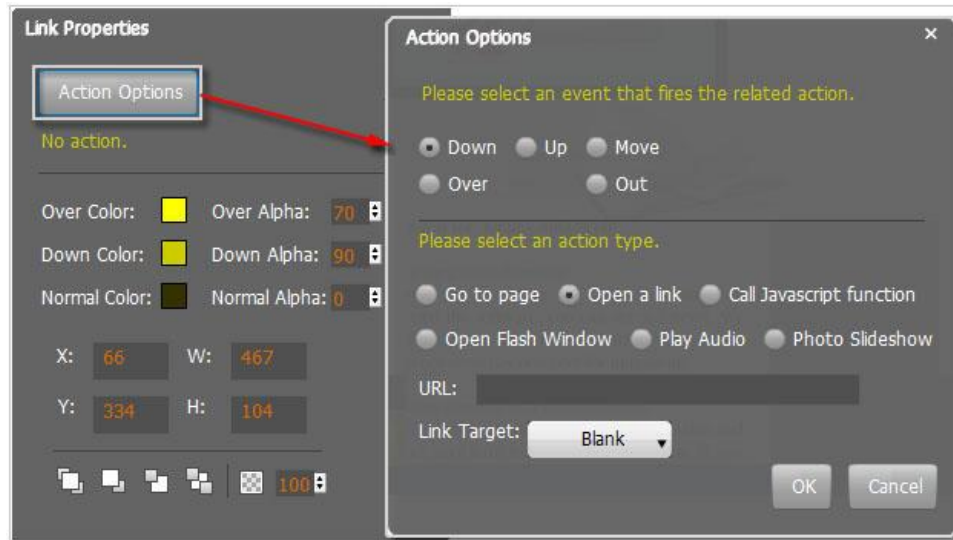 Link Properties
Action Options
No action.
Over Color: Over Alpha: 70
Down Color: Down Alpha: 90
Normal Color: Normal Alpha: 0
X: 66 W: 467
Y: 334 H: 104
100
Action Options ×
Please select an event that fires the related action.
Down Up Move
Over Out
Please select an action type.
Go to page Open a link Call Javascript function
Open Flash Window Play Audio Photo Slideshow
URL:
Link Target: Blank
OK Cancel